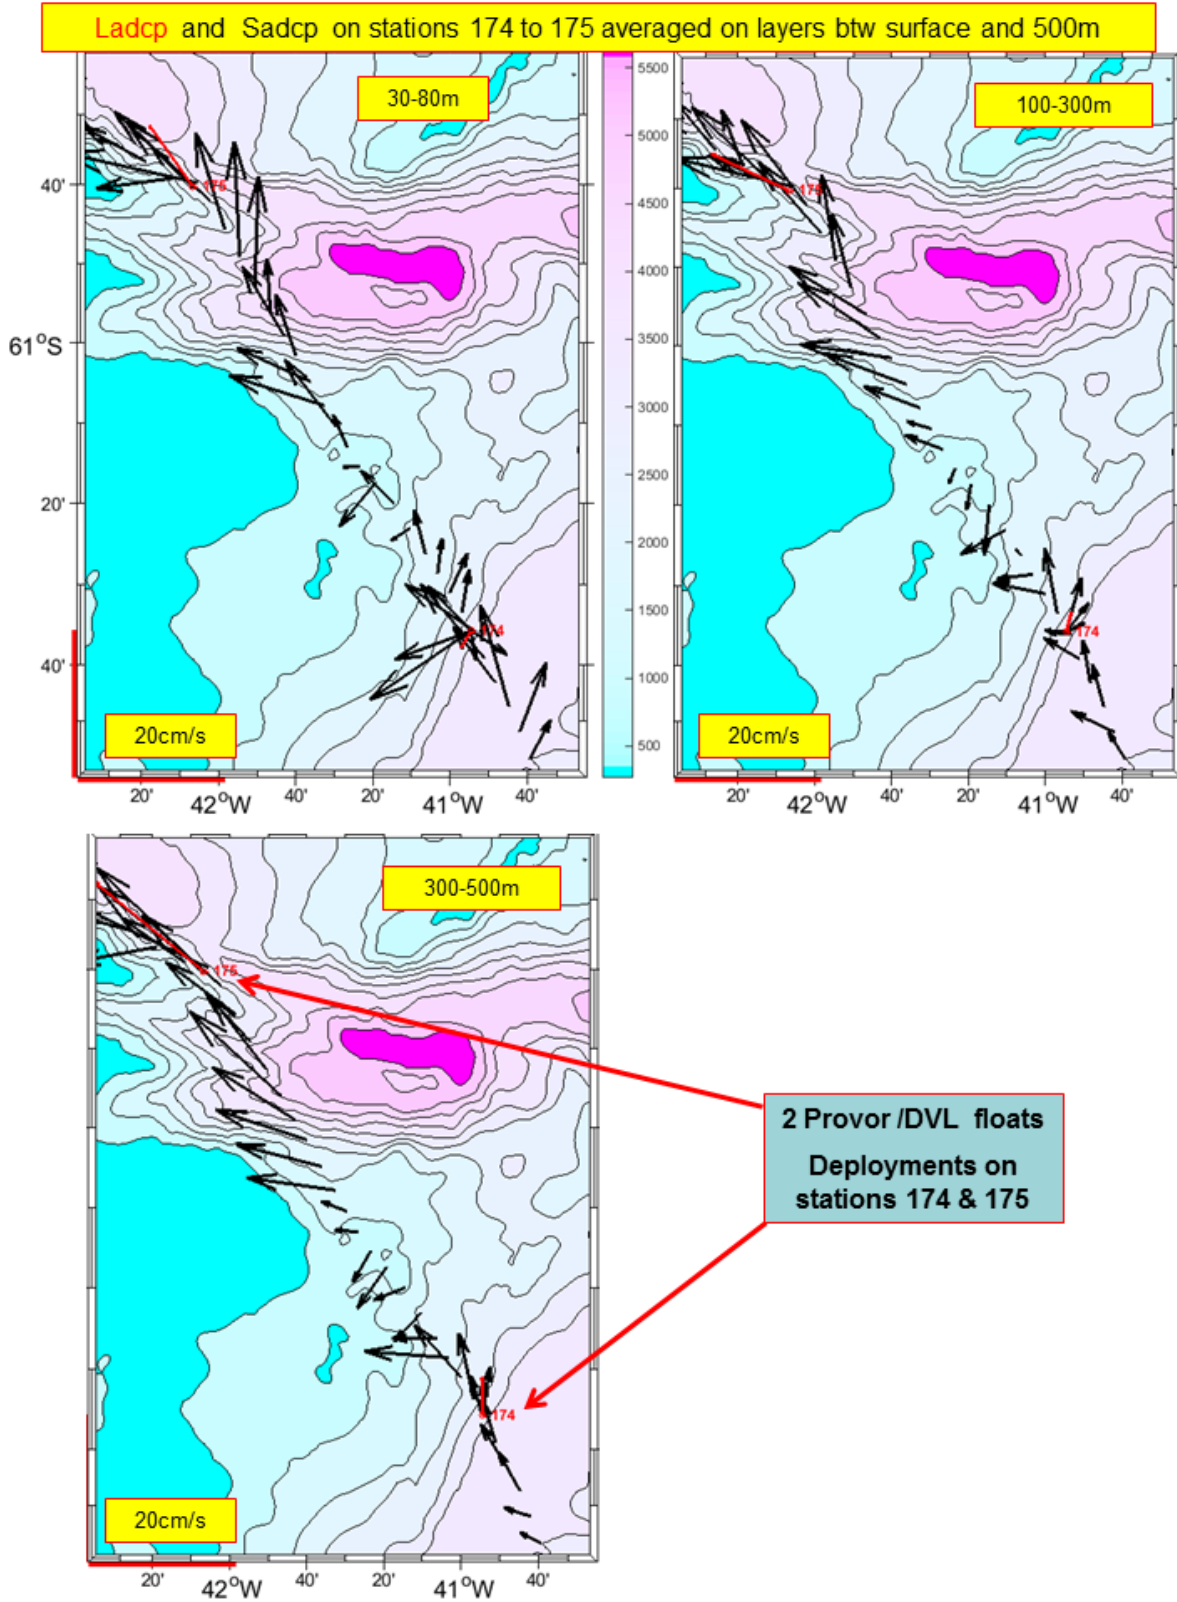 Ladcp and Sadcp on stations 174 to 175 averaged on layers btw surface and 500m
30-80m
100-300m
5500
5000
4500
4000
3500
3000
2500
2000
1500
1000
500
40'
61°S
20'
40'
175
174
175
174
20cm/s
20cm/s
20'
42°W
40'
20'
41°W
40'
20'
42°W
40'
20'
41°W
40'
300-500m
175
174
2 Provor /DVL floats
Deployments on
stations 174 & 175
20cm/s
20'
42°W
40'
20'
41°W
40'